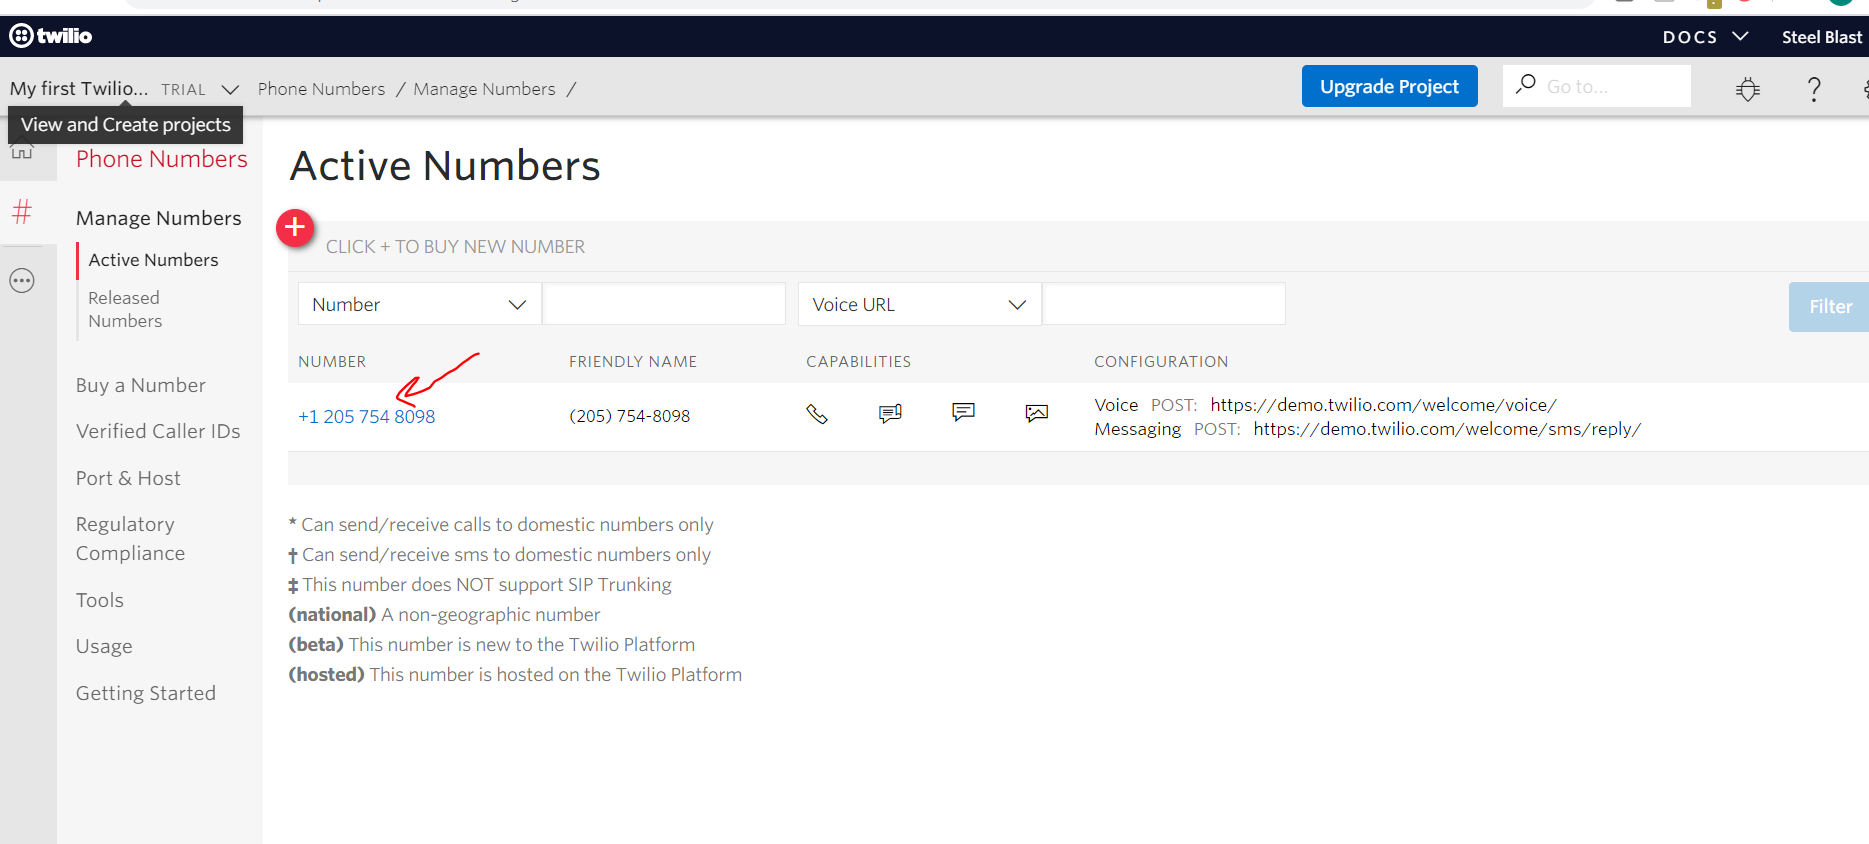 twilio
DOCS
Steel Blast
My first Twilio... TRIAL
Phone Numbers / Manage Numbers /
Upgrade Project
Go to...
View and Create projects
Phone Numbers
Manage Numbers
Active Numbers
Released
Numbers
Buy a Number
Verified Caller IDs
Port & Host
Regulatory
Compliance
Tools
Usage
Getting Started
Active Numbers
CLICK + TO BUY NEW NUMBER
Number
Voice URL
Filter
NUMBER FRIENDLY NAME CAPABILITIES CONFIGURATION
+1 205 754 8098 (205) 754-8098
Voice POST: https://demo.twilio.com/welcome/voice/
Messaging POST: https://demo.twilio.com/welcome/sms/reply/
* Can send/receive calls to domestic numbers only
† Can send/receive sms to domestic numbers only
‡ This number does NOT support SIP Trunking
(national) A non-geographic number
(beta) This number is new to the Twilio Platform
(hosted) This number is hosted on the Twilio Platform